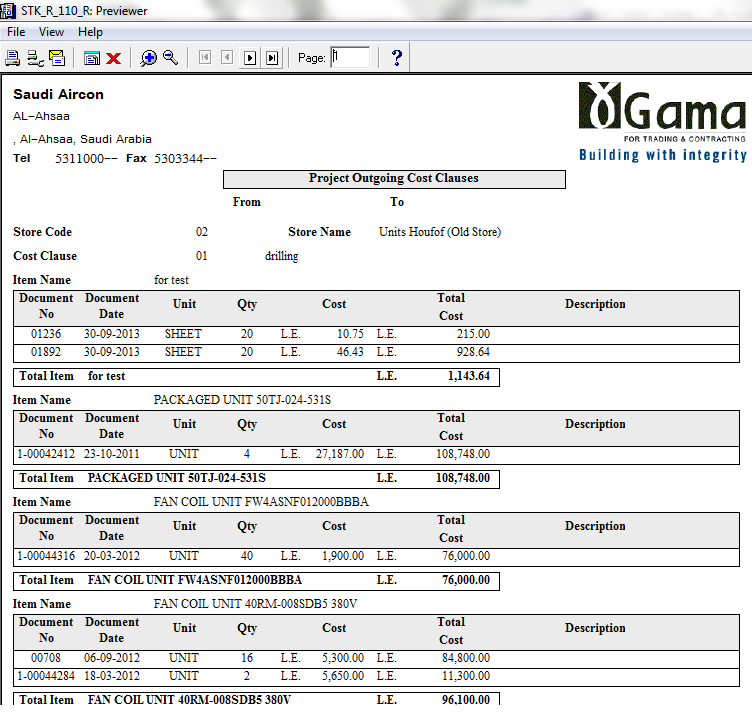 STK_R_110_R: Previewer
File View Help
Page: 1
Saudi Aircon
AL-Ahsaa
, Al-Ahsaa, Saudi Arabia
Tel 5311000-- Fax 5303344--
Gama
FOR TRADING & CONTRACTING
Building with integrity
Project Outgoing Cost Clauses
From To
Store Code 02 Store Name Units Houfof (Old Store)
Cost Clause 01 drilling
Item Name for test
Document No Document Date Unit Qty Cost Total Cost Description
01236 30-09-2013 SHEET 20 L.E. 10.75 L.E. 215.00
01892 30-09-2013 SHEET 20 L.E. 46.43 L.E. 928.64
Total Item for test L.E. 1,143.64
Item Name PACKAGED UNIT 50TJ-024-531S
Document No Document Date Unit Qty Cost Total Cost Description
1-00042412 23-10-2011 UNIT 4 L.E. 27,187.00 L.E. 108,748.00
Total Item PACKAGED UNIT 50TJ-024-531S L.E. 108,748.00
Item Name FAN COIL UNIT FW4ASNF012000BBBA
Document No Document Date Unit Qty Cost Total Cost Description
1-00044316 20-03-2012 UNIT 40 L.E. 1,900.00 L.E. 76,000.00
Total Item FAN COIL UNIT FW4ASNF012000BBBA L.E. 76,000.00
Item Name FAN COIL UNIT 40RM-008SDB5 380V
Document No Document Date Unit Qty Cost Total Cost Description
00708 06-09-2012 UNIT 16 L.E. 5,300.00 L.E. 84,800.00
1-00044284 18-03-2012 UNIT 2 L.E. 5,650.00 L.E. 11,300.00
Total Item FAN COIL UNIT 40RM-008SDB5 380V L.E. 96,100.00